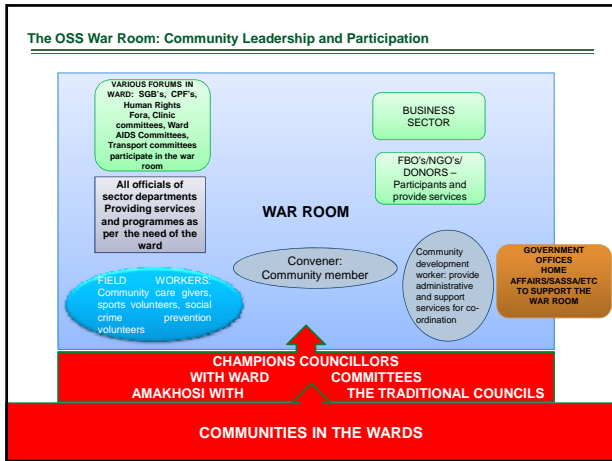 The OSS War Room: Community Leadership and Participation
VARIOUS FORUMS IN
WARD: SGB's, CPF's,
Human Rights
Fora, Clinic
committees, Ward
AIDS Committees,
Transport committees
participate in the war
room
BUSINESS
SECTOR
FBO's/NGO's/
DONORS –
Participants and
provide services
All officials of
sector departments
Providing services
and programmes as
per the need of the
ward
WAR ROOM
Convener:
Community member
Community
development
worker: provide
administrative
and support
services for co-
ordination
GOVERNMENT
OFFICES
HOME
AFFAIRS/SASSA/ETC
TO SUPPORT THE
WAR ROOM
FIELD WORKERS:
Community care givers,
sports volunteers, social
crime prevention
volunteers
CHAMPIONS COUNCILLORS
WITH WARD COMMITTEES
AMAKHOSI WITH THE TRADITIONAL COUNCILS
COMMUNITIES IN THE WARDS